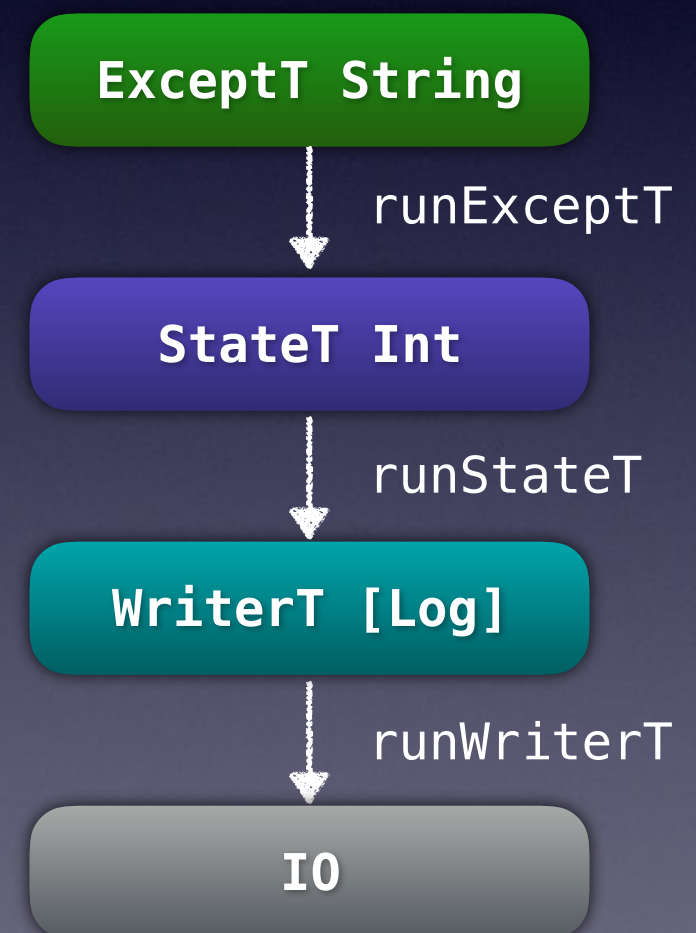 ExceptT String
runExceptT
StateT Int
runStateT
WriterT [Log]
runWriterT
IO